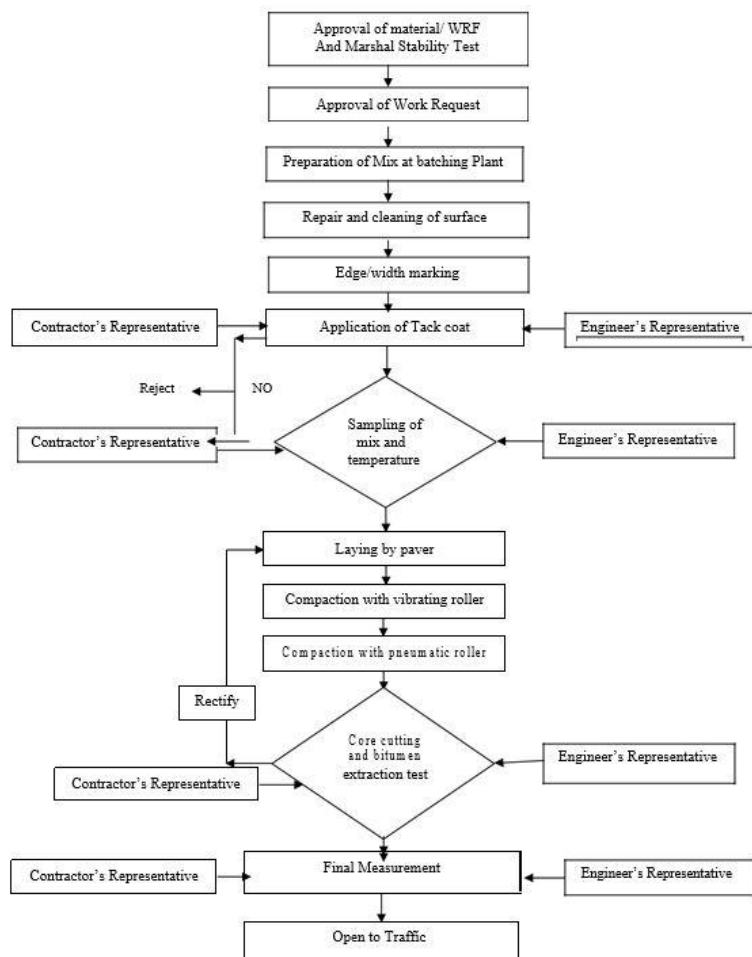 Approval of material/ WRF
And Marshal Stability Test
Approval of Work Request
Preparation of Mix at batching Plant
Repair and cleaning of surface
Edge/width marking
Contractor's Representative
Application of Tack coat
Engineer's Representative
Reject
NO
Contractor's Representative
Sampling of
mix and
temperature
Engineer's Representative
Laying by paver
Compaction with vibrating roller
Compaction with pneumatic roller
Rectify
Core cutting
and bitumen
extraction test
Engineer's Representative
Contractor's Representative
Contractor's Representative
Final Measurement
Engineer's Representative
Open to Traffic